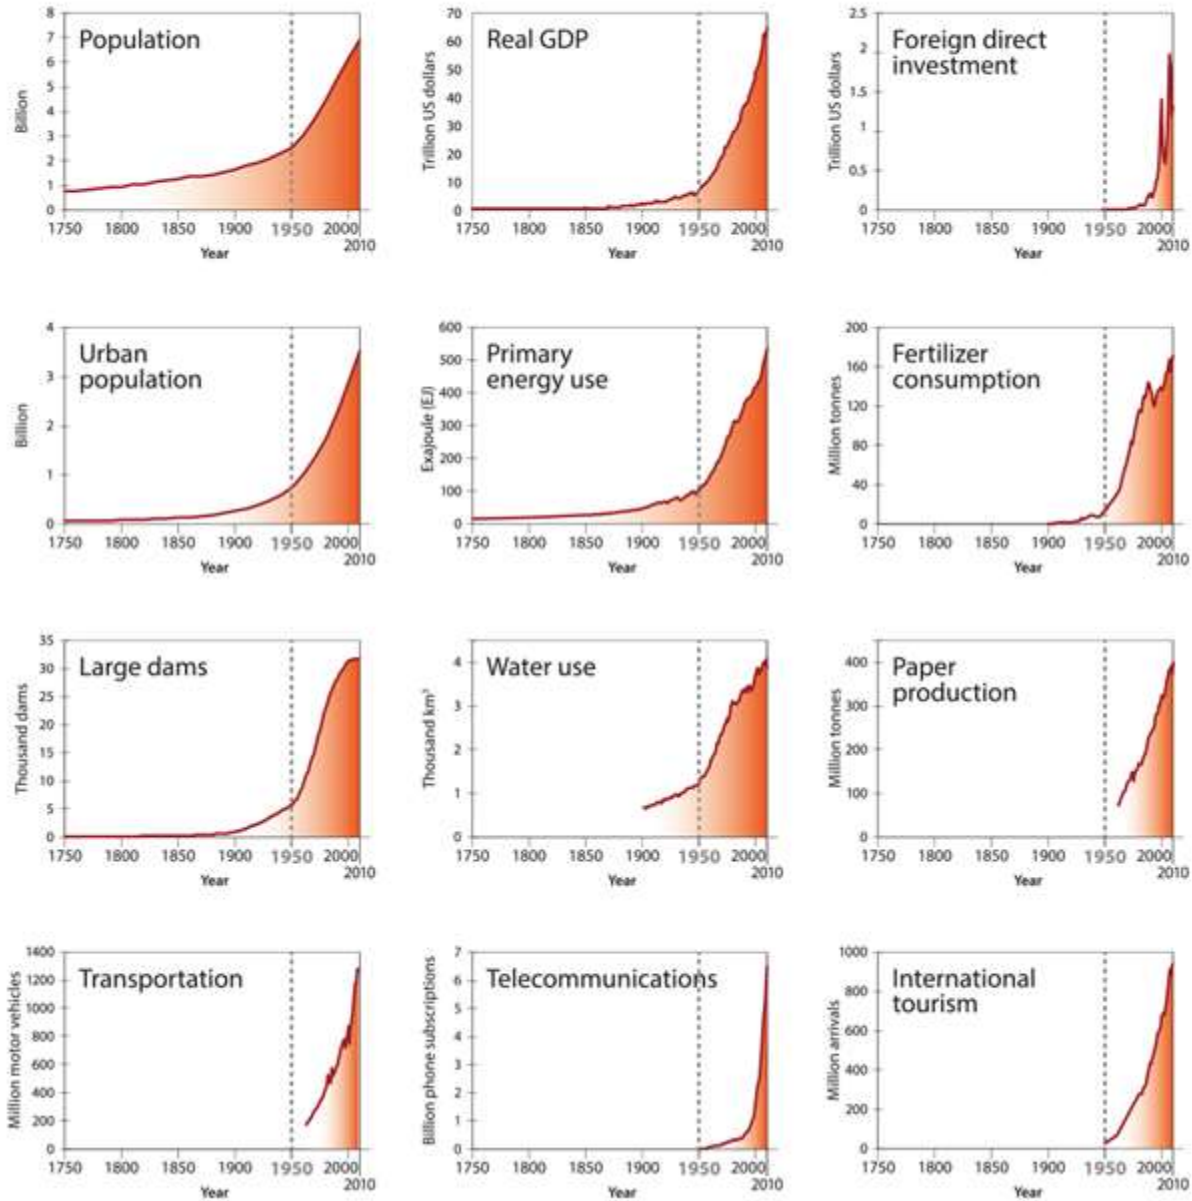 Population
Billion
8
7
6
5
4
3
2
1
0
1750 1800 1850 1900 1950 2000 2010
Year
Real GDP
Trillion US dollars
70
60
50
40
30
20
10
0
1750 1800 1850 1900 1950 2000 2010
Year
Foreign direct
investment
Trillion US dollars
2.5
2
1.5
1
0.5
0
1750 1800 1850 1900 1950 2000 2010
Year
Urban
population
Billion
4
3
2
1
0
1750 1800 1850 1900 1950 2000 2010
Year
Primary
energy use
Exajoule (EJ)
600
500
400
300
200
100
0
1750 1800 1850 1900 1950 2000 2010
Year
Fertilizer
consumption
Million tonnes
200
160
120
80
40
0
1750 1800 1850 1900 1950 2000 2010
Year
Large dams
Thousand dams
35
30
25
20
15
10
5
0
1750 1800 1850 1900 1950 2000 2010
Year
Water use
Thousand km³
4
3
2
1
0
1750 1800 1850 1900 1950 2000 2010
Year
Paper
production
Million tonnes
400
300
200
100
0
1750 1800 1850 1900 1950 2000 2010
Year
Transportation
Million motor vehicles
1400
1200
1000
800
600
400
200
0
1750 1800 1850 1900 1950 2000 2010
Year
Telecommunications
Billion phone subscriptions
7
6
5
4
3
2
1
0
1750 1800 1850 1900 1950 2000 2010
Year
International
tourism
Million arrivals
1000
800
600
400
200
0
1750 1800 1850 1900 1950 2000 2010
Year